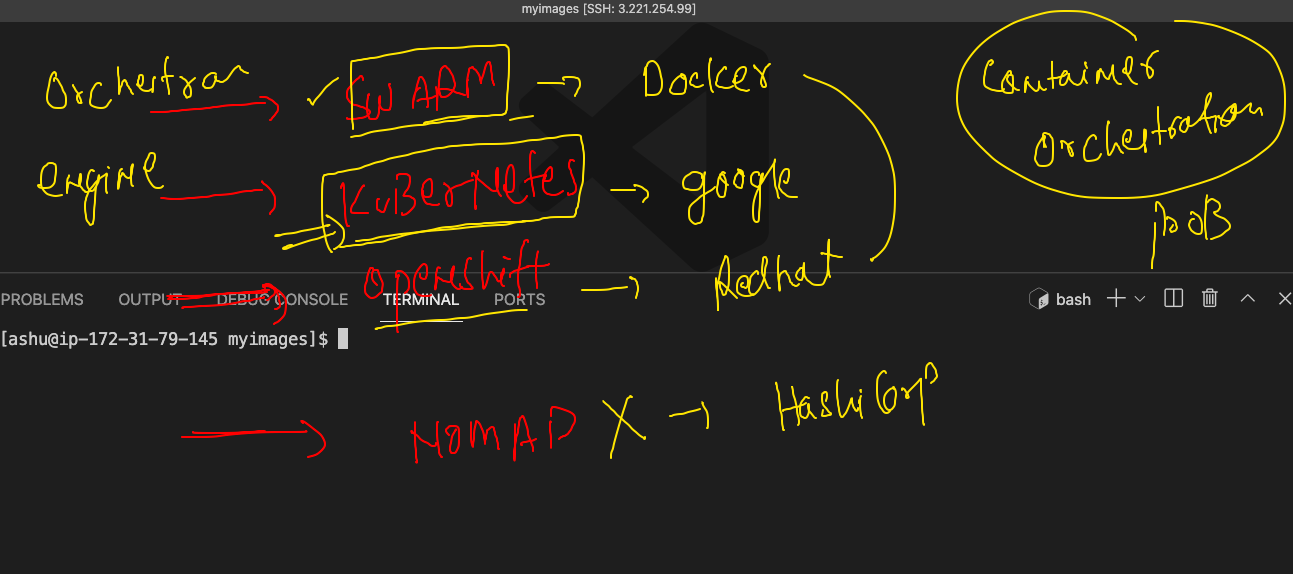 myimages [SSH: 3.221.254.99]
Orchestran SWARM → Docker
Container
Orchestration
engine KuBerNetes → google
JOB
openshift → Redhat
PROBLEMS OUTPUT DEBUG CONSOLE TERMINAL PORTS bash
[ashu@ip-172-31-79-145 myimages]$
NOMAD X → HashiCorp